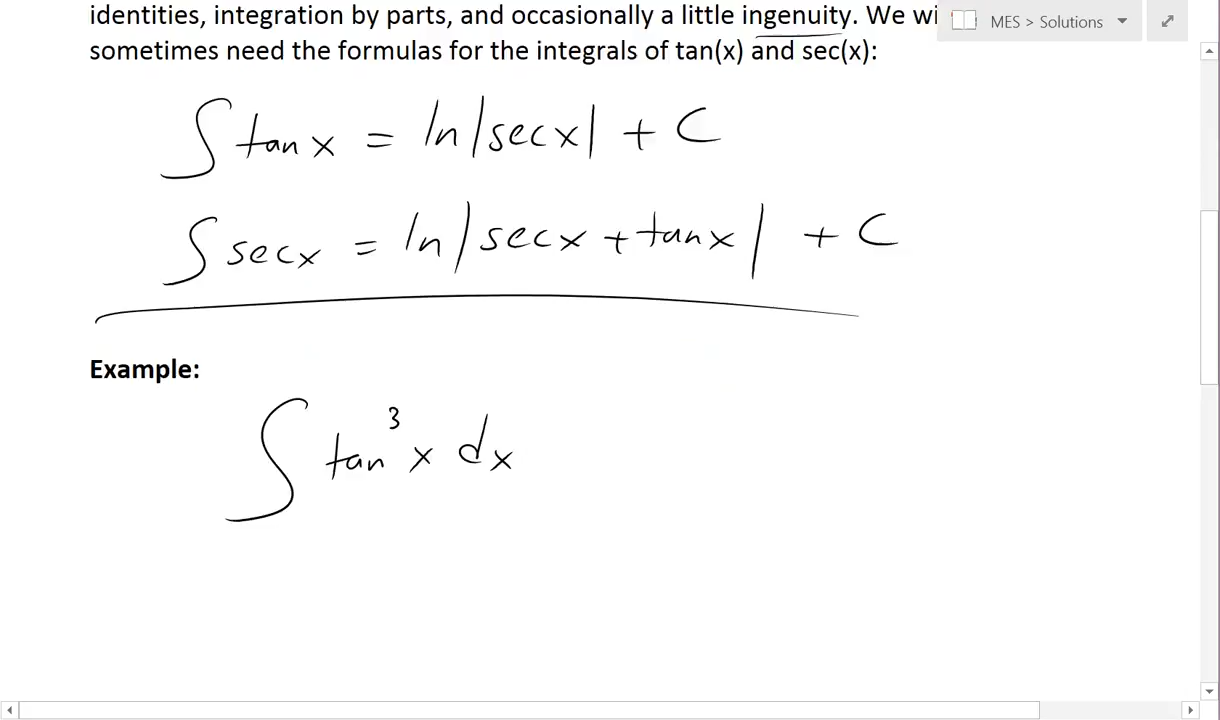 identities, integration by parts, and occasionally a little ingenuity. We wi
MES > Solutions
sometimes need the formulas for the integrals of tan(x) and sec(x):
∫ tan x = ln|sec x| + C
∫ sec x = ln|sec x + tan x| + C
Example:
∫ tan³ x dx